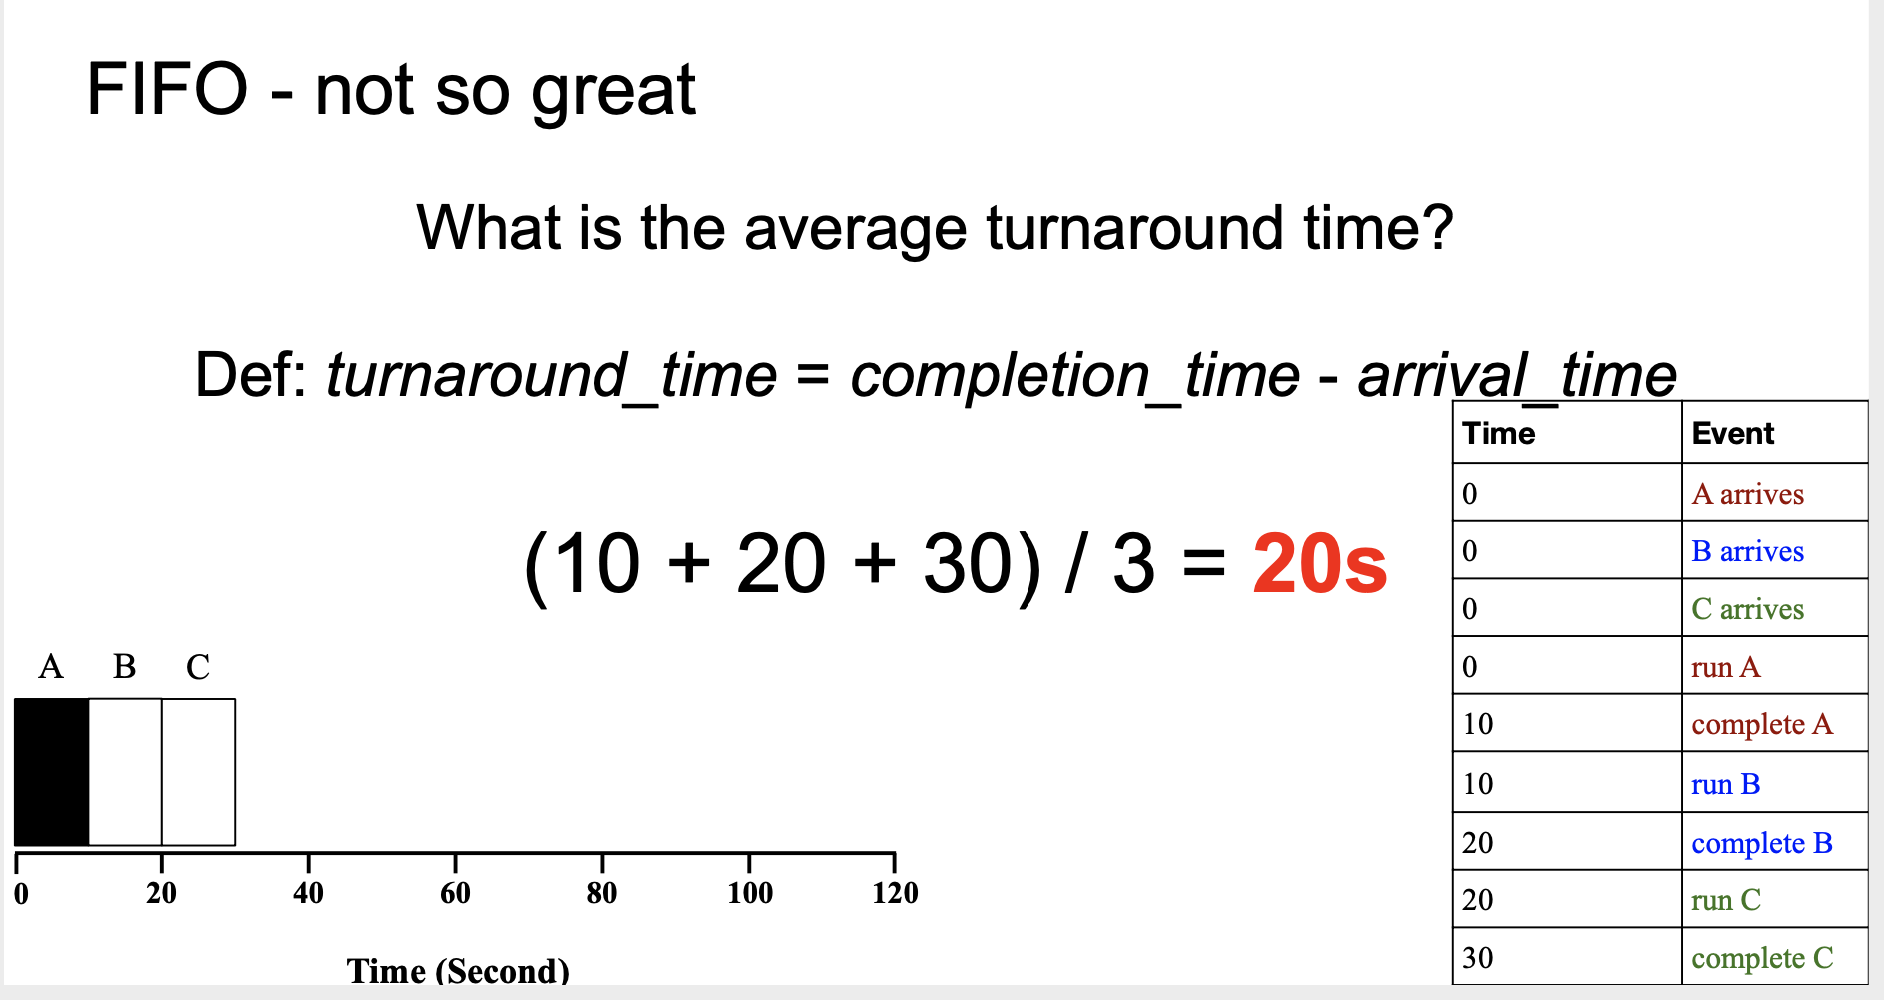 FIFO - not so great
What is the average turnaround time?
Def: turnaround_time = completion_time - arrival_time
(10 + 20 + 30) / 3 = 20s
A B C
0 20 40 60 80 100 120
Time (Second)
Time Event
0 A arrives
0 B arrives
0 C arrives
0 run A
10 complete A
10 run B
20 complete B
20 run C
30 complete C